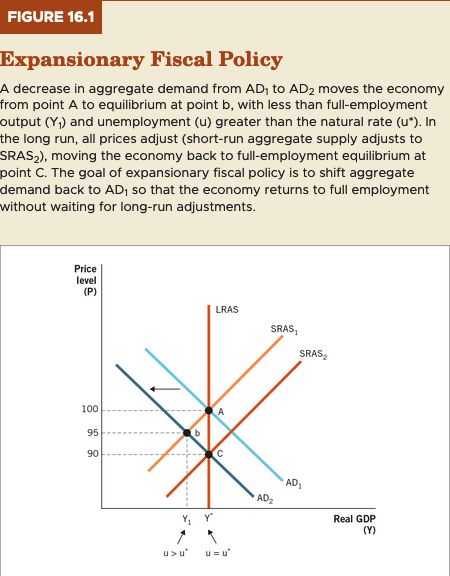 FIGURE 16.1
Expansionary Fiscal Policy
A decrease in aggregate demand from AD₁ to AD₂ moves the economy
from point A to equilibrium at point b, with less than full-employment
output (Y₁) and unemployment (u) greater than the natural rate (u*). In
the long run, all prices adjust (short-run aggregate supply adjusts to
SRAS₂), moving the economy back to full-employment equilibrium at
point C. The goal of expansionary fiscal policy is to shift aggregate
demand back to AD₁ so that the economy returns to full employment
without waiting for long-run adjustments.
Price
level
(P)
LRAS
SRAS₁
SRAS₂
100
A
95
b
90
C
AD₁
AD₂
Y₁
Y*
Real GDP
(Y)
u > u*
u = u*